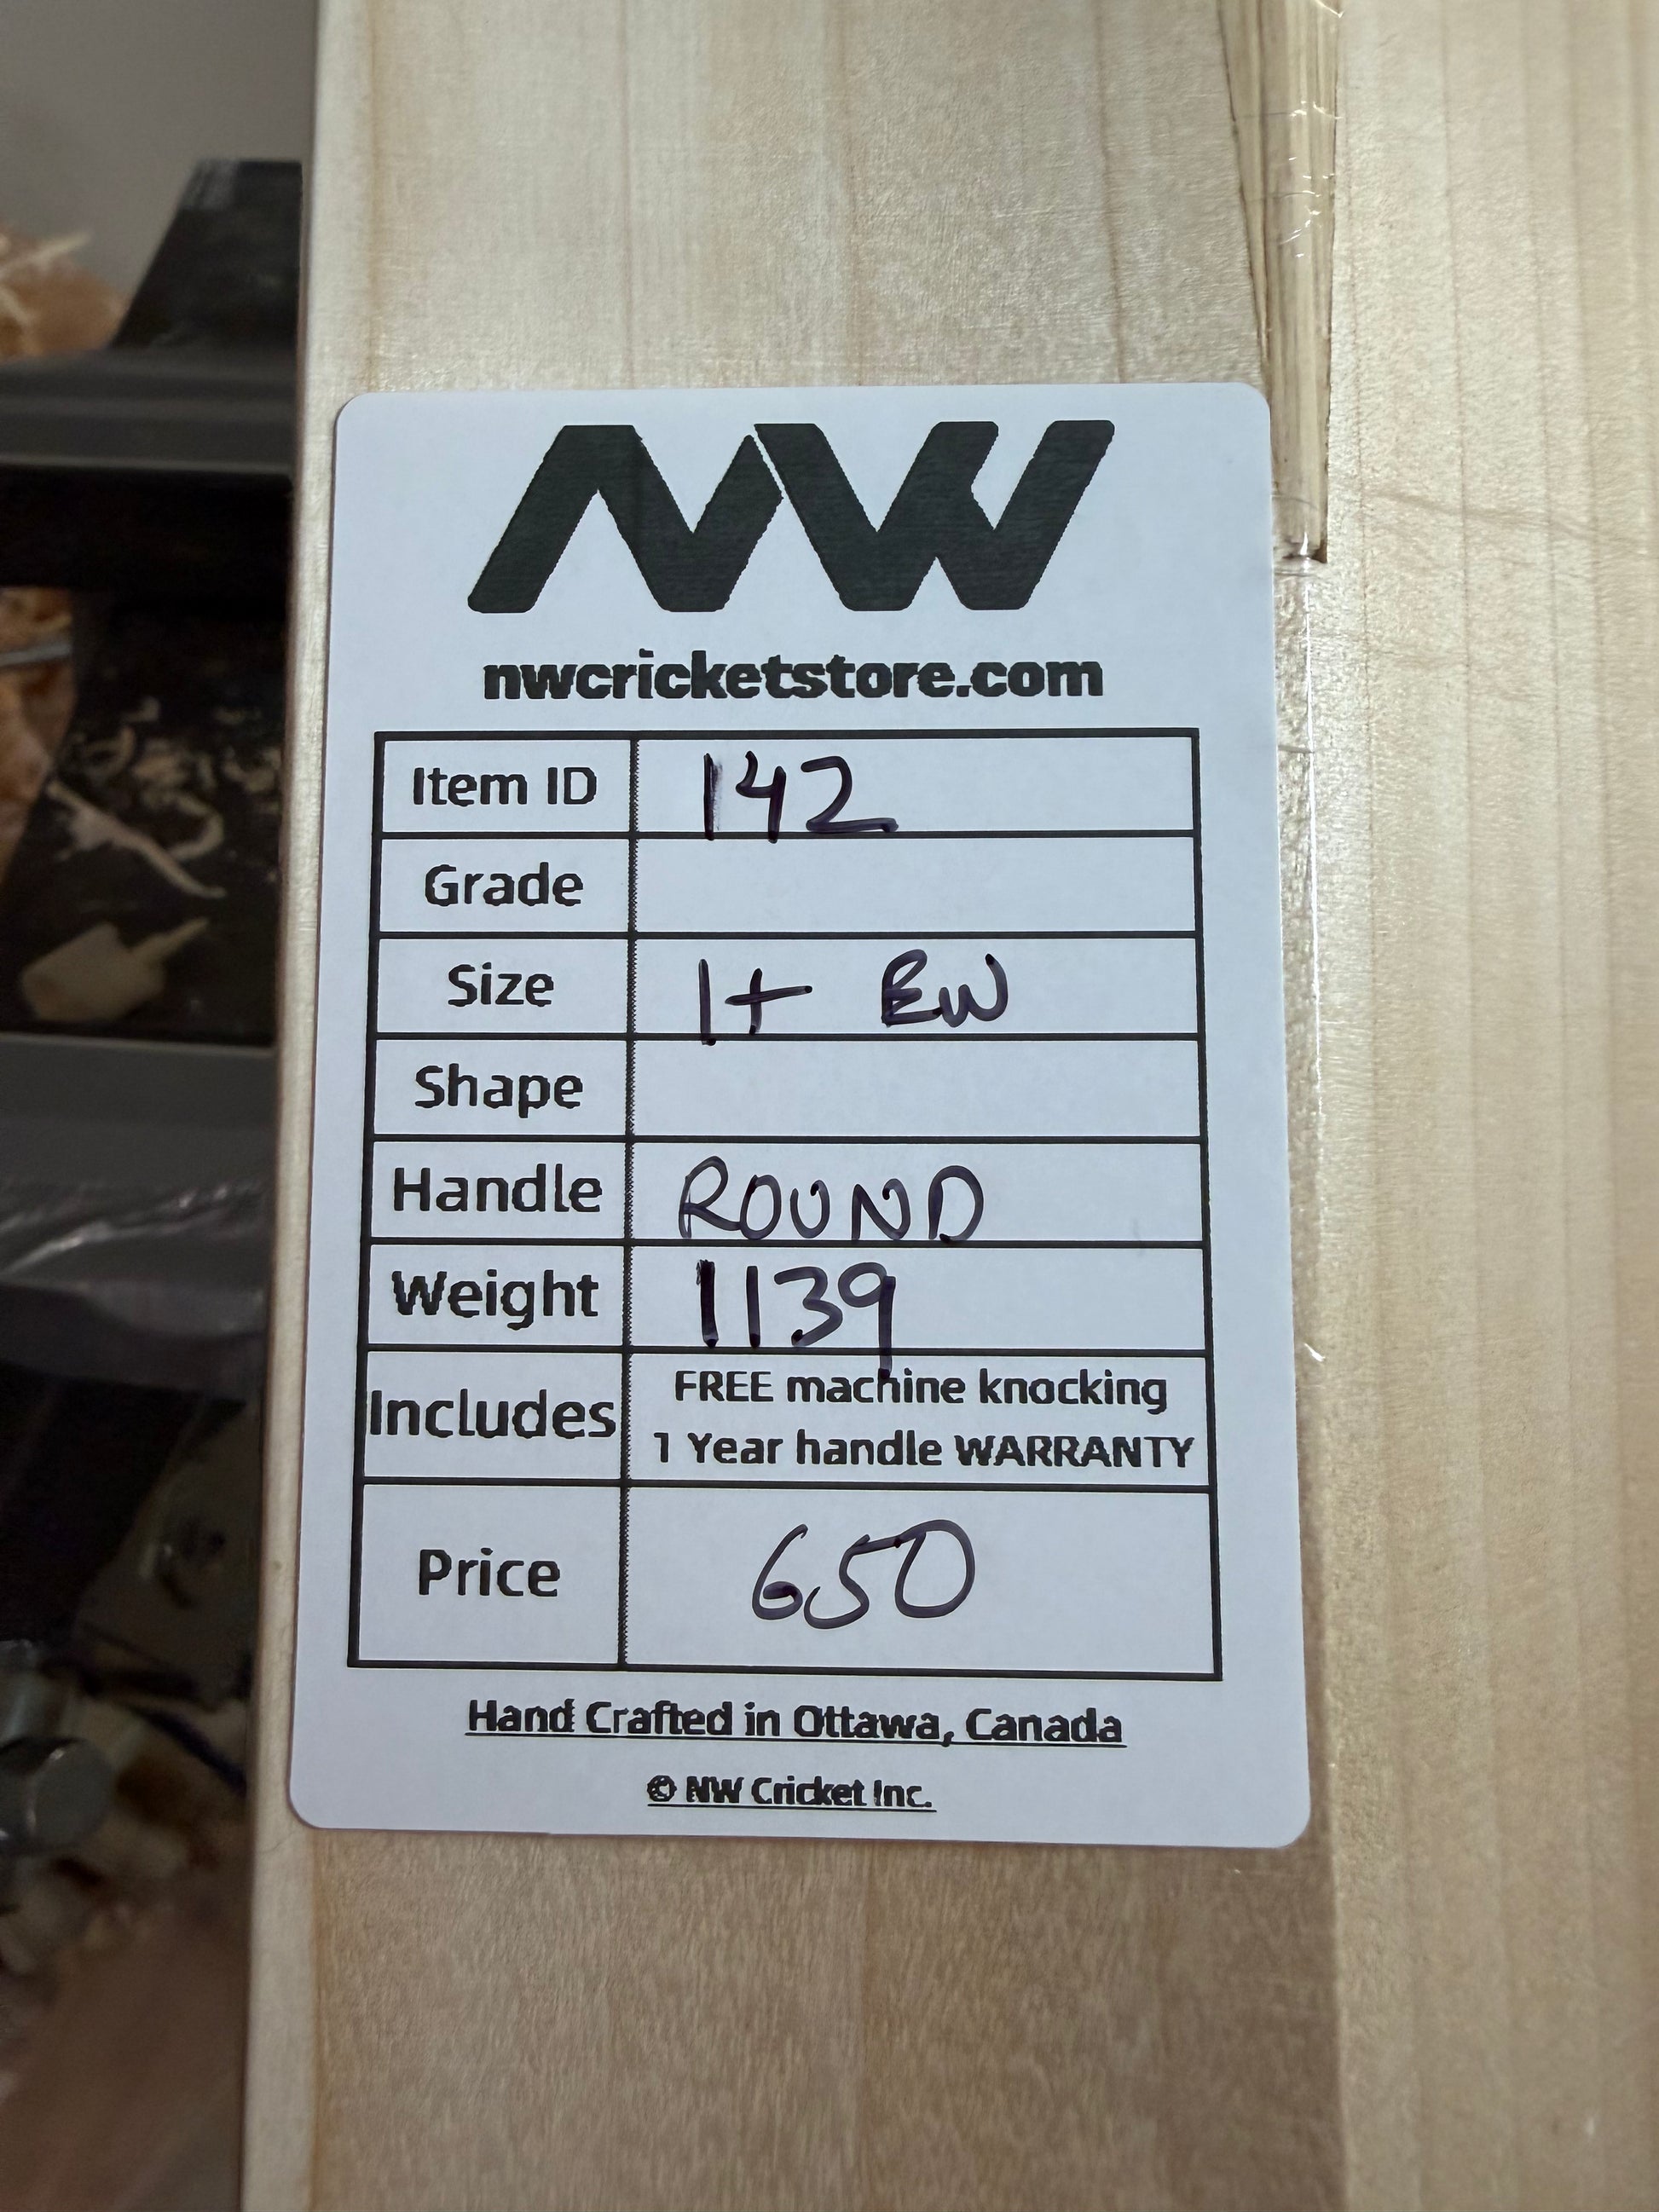 NW
nwcricketstore.com
Item ID 142
Grade
Size 1+ EW
Shape
Handle ROUND
Weight 1139
Includes FREE machine knocking
1 Year handle WARRANTY
Price 650
Hand Crafted in Ottawa, Canada
© NW Cricket Inc.